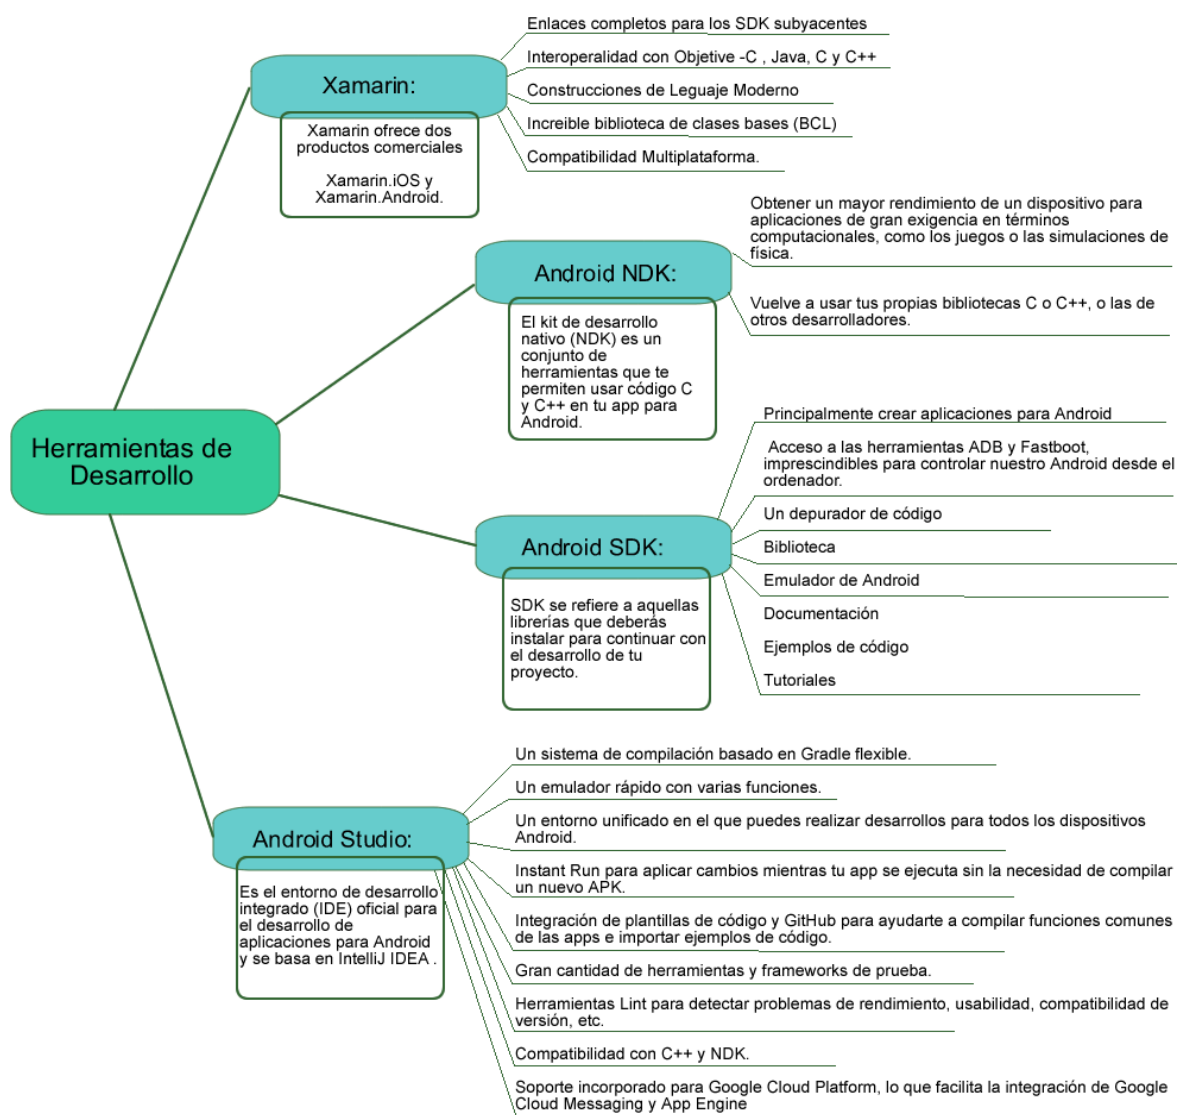 Herramientas de
Desarrollo
Xamarin:
Xamarin ofrece dos
productos comerciales
Xamarin.iOS y
Xamarin.Android.
Enlaces completos para los SDK subyacentes
Interoperalidad con Objetive -C , Java, C y C++
Construcciones de Leguaje Moderno
Increible biblioteca de clases bases (BCL)
Compatibilidad Multiplataforma.
Android NDK:
El kit de desarrollo
nativo (NDK) es un
conjunto de
herramientas que te
permiten usar código C
y C++ en tu app para
Android.
Obtener un mayor rendimiento de un dispositivo para
aplicaciones de gran exigencia en términos
computacionales, como los juegos o las simulaciones de
física.
Vuelve a usar tus propias bibliotecas C o C++, o las de
otros desarrolladores.
Android SDK:
SDK se refiere a aquellas
librerías que deberás
instalar para continuar con
el desarrollo de tu
proyecto.
Principalmente crear aplicaciones para Android
Acceso a las herramientas ADB y Fastboot,
imprescindibles para controlar nuestro Android desde el
ordenador.
Un depurador de código
Biblioteca
Emulador de Android
Documentación
Ejemplos de código
Tutoriales
Android Studio:
Es el entorno de desarrollo
integrado (IDE) oficial para
el desarrollo de
aplicaciones para Android
y se basa en IntelliJ IDEA .
Un sistema de compilación basado en Gradle flexible.
Un emulador rápido con varias funciones.
Un entorno unificado en el que puedes realizar desarrollos para todos los dispositivos
Android.
Instant Run para aplicar cambios mientras tu app se ejecuta sin la necesidad de compilar
un nuevo APK.
Integración de plantillas de código y GitHub para ayudarte a compilar funciones comunes
de las apps e importar ejemplos de código.
Gran cantidad de herramientas y frameworks de prueba.
Herramientas Lint para detectar problemas de rendimiento, usabilidad, compatibilidad de
versión, etc.
Compatibilidad con C++ y NDK.
Soporte incorporado para Google Cloud Platform, lo que facilita la integración de Google
Cloud Messaging y App Engine